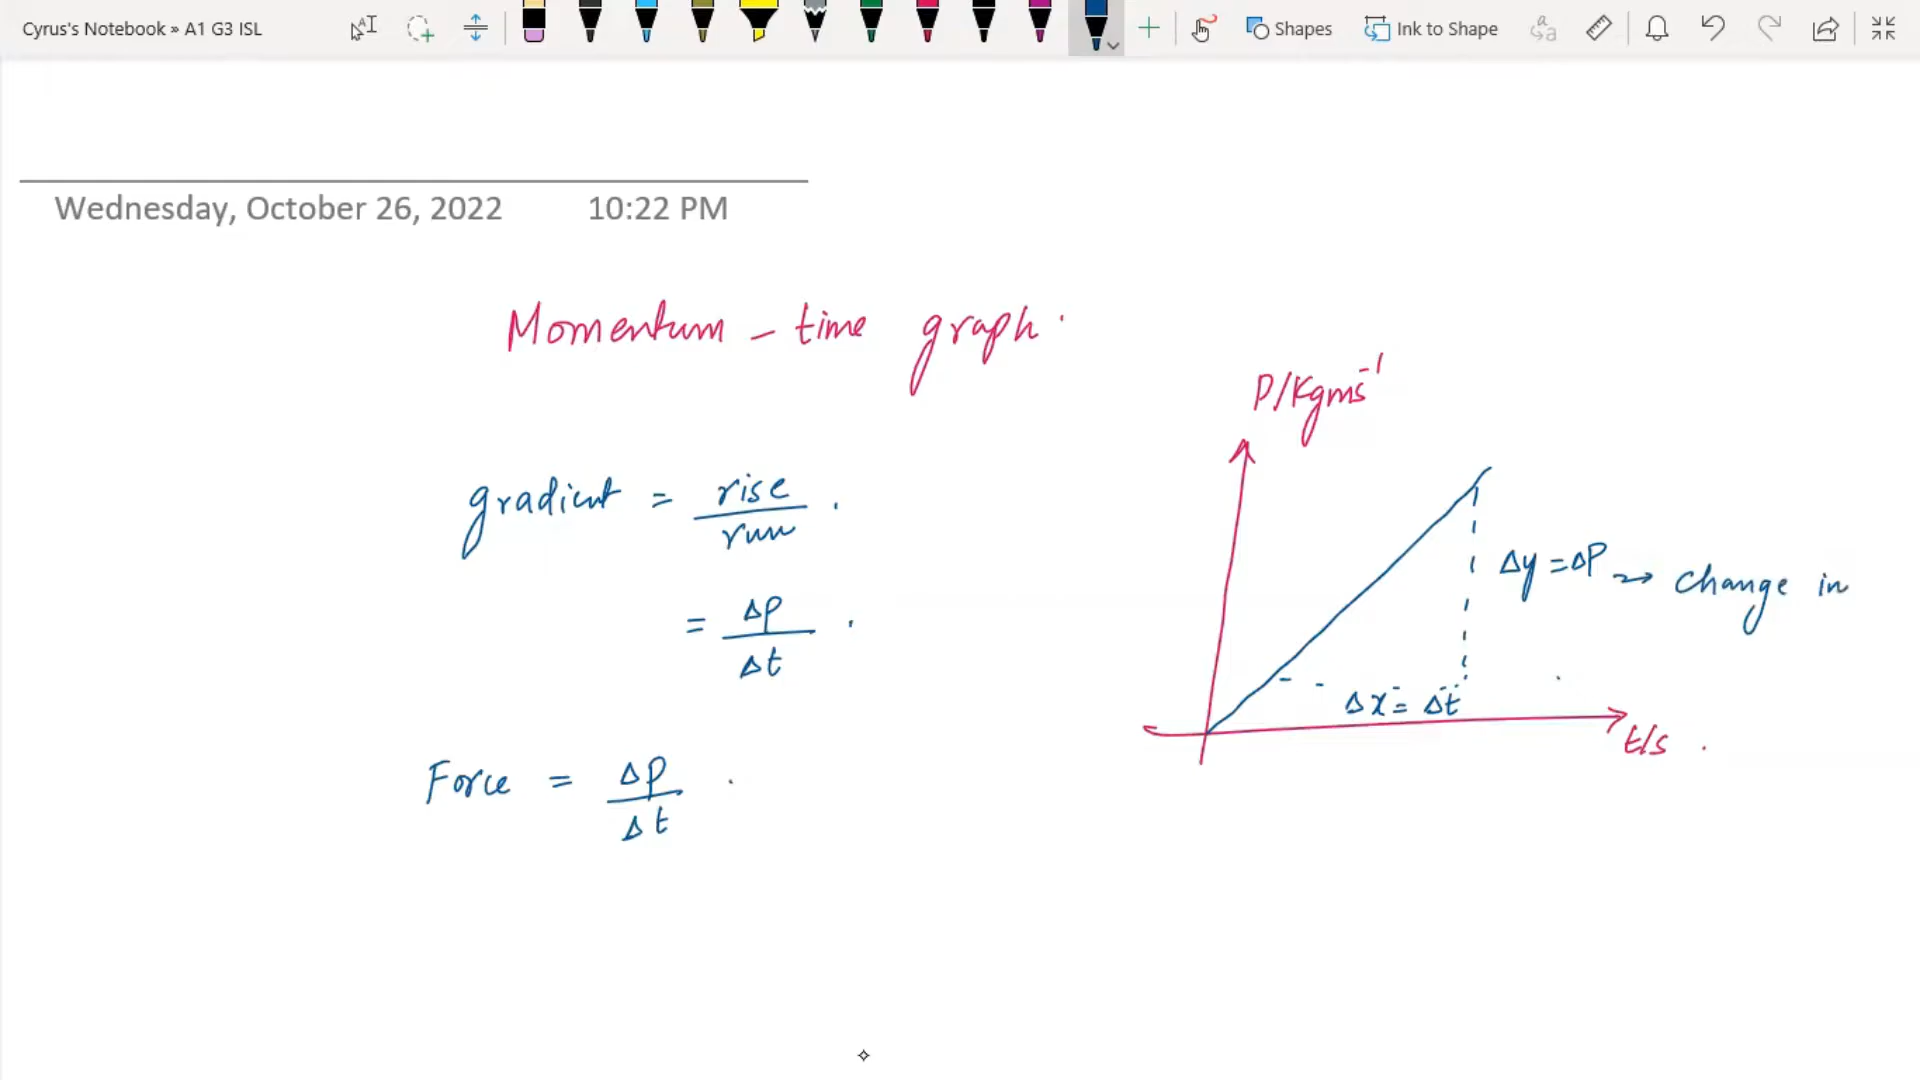 Cyrus's Notebook » A1 G3 ISL
Shapes
Ink to Shape
Wednesday, October 26, 2022 10:22 PM
Momentum - time graph.
P/Kgms⁻¹
gradient = rise/run.
Δy = ΔP → change in
= Δp/Δt.
Δx = Δt
t/s.
Force = Δp/Δt.